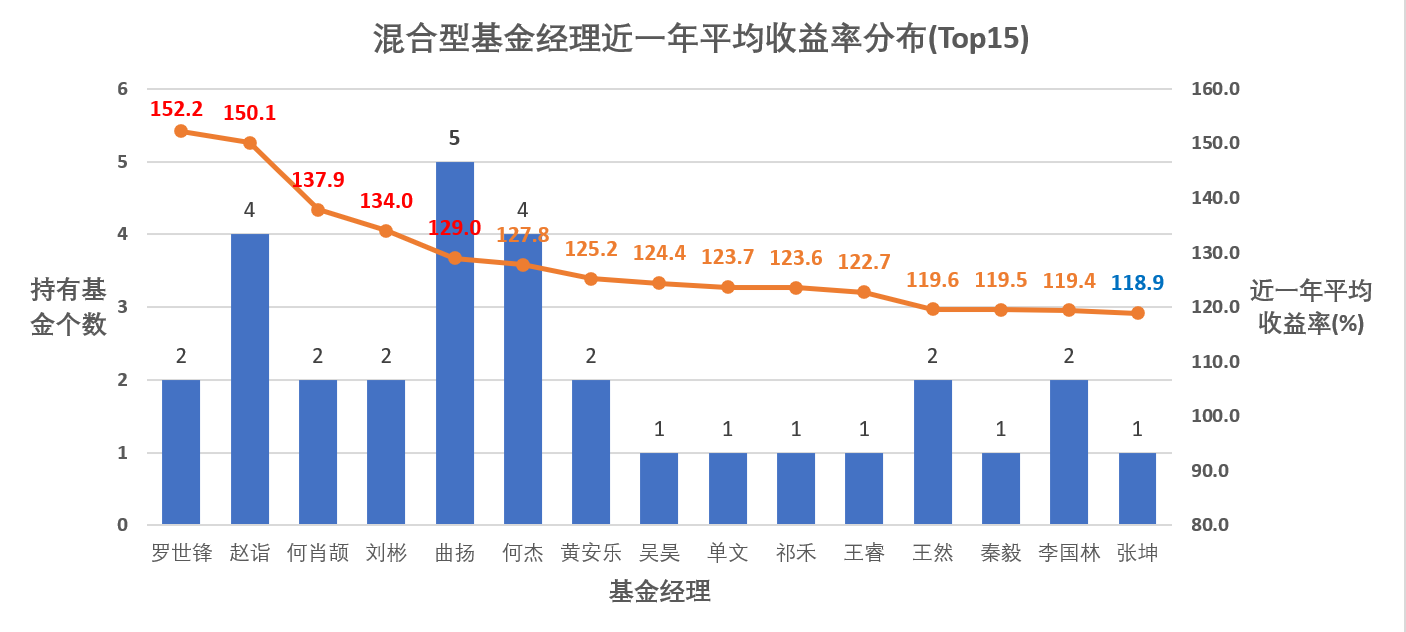 混合型基金经理近一年平均收益率分布(Top15)
6
5
4
3
2
1
0
持有基
金个数
160.0
150.0
140.0
130.0
120.0
110.0
100.0
90.0
80.0
近一年平均
收益率(%)
152.2 150.1 137.9 134.0 129.0 127.8 125.2 124.4 123.7 123.6 122.7 119.6 119.5 119.4 118.9
2 4 2 2 5 4 2 1 1 1 1 2 1 2 1
罗世锋 赵诣 何肖颉 刘彬 曲扬 何杰 黄安乐 吴昊 单文 祁禾 王睿 王然 秦毅 李国林 张坤
基金经理